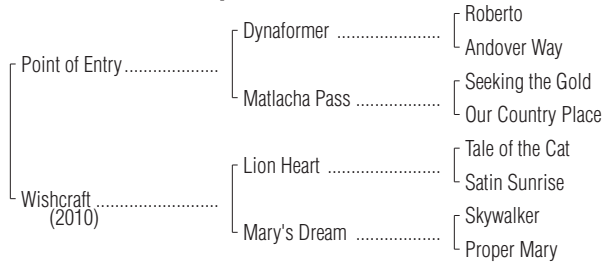 Roberto
Dynaformer ..................
Andover Way
Point of Entry ...................
Seeking the Gold
Matlacha Pass ...............
Our Country Place
Tale of the Cat
Lion Heart ....................
Satin Sunrise
Wishcraft ........................
(2010)
Skywalker
Mary's Dream ................
Proper Mary